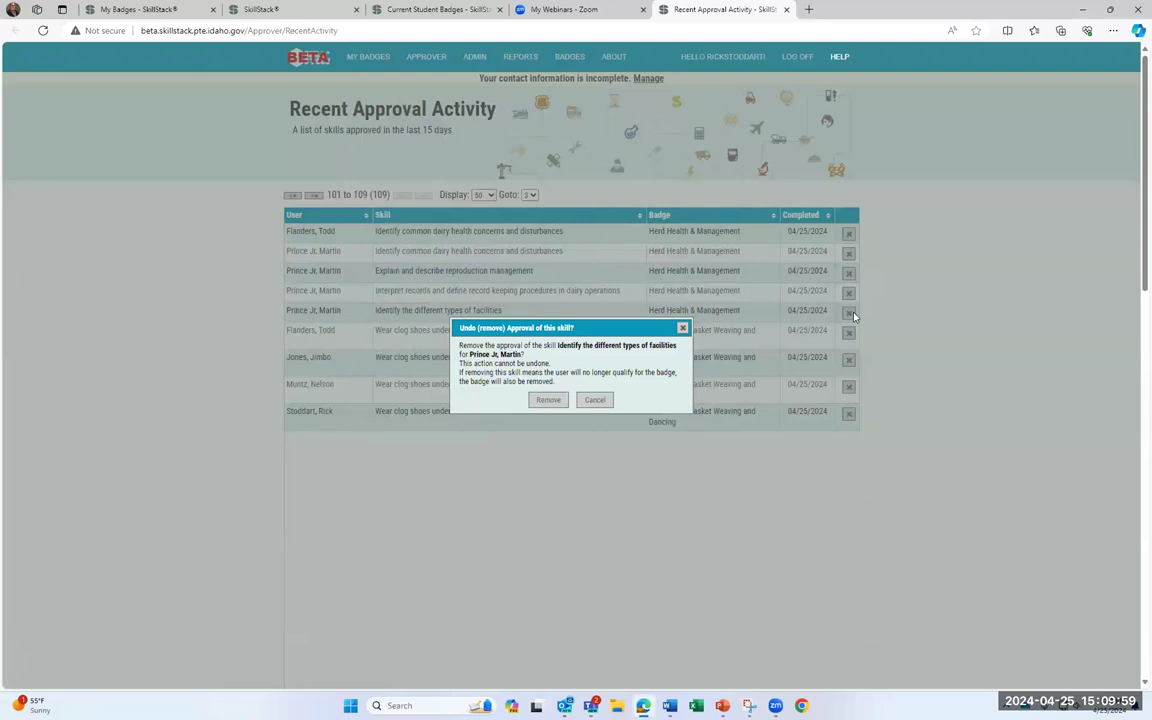 My Badges - SkillStack®
SkillStack®
Current Student Badges - SkillSt
My Webinars - Zoom
Recent Approval Activity - SkillS
Not secure
beta.skillstack.pte.idaho.gov/Approver/RecentActivity
BETA
MY BADGES APPROVER ADMIN REPORTS BADGES ABOUT HELLO RICKSTODDART! LOG OFF HELP
Your contact information is incomplete. Manage
Recent Approval Activity
A list of skills approved in the last 15 days
101 to 109 (109) Display: 50 Goto: 3
User Skill Badge Completed
Flanders, Todd Identify common dairy health concerns and disturbances Herd Health & Management 04/25/2024
Prince Jr, Martin Identify common dairy health concerns and disturbances Herd Health & Management 04/25/2024
Prince Jr, Martin Explain and describe reproduction management Herd Health & Management 04/25/2024
Prince Jr, Martin Interpret records and define record keeping procedures in dairy operations Herd Health & Management 04/25/2024
Prince Jr, Martin Identify the different types of facilities Herd Health & Management 04/25/2024
Flanders, Todd Wear clog shoes unde asket Weaving and 04/25/2024
Jones, Jimbo Wear clog shoes unde asket Weaving and 04/25/2024
Muntz, Nelson Wear clog shoes unde asket Weaving and 04/25/2024
Stoddart, Rick Wear clog shoes unde asket Weaving and 04/25/2024
Dancing
Undo (remove) Approval of this skill?
Remove the approval of the skill Identify the different types of facilities
for Prince Jr, Martin?
This action cannot be undone.
If removing this skill means the user will no longer qualify for the badge,
the badge will also be removed.
Remove Cancel
55°F
Sunny
Search
2024-04-25 15:09:59